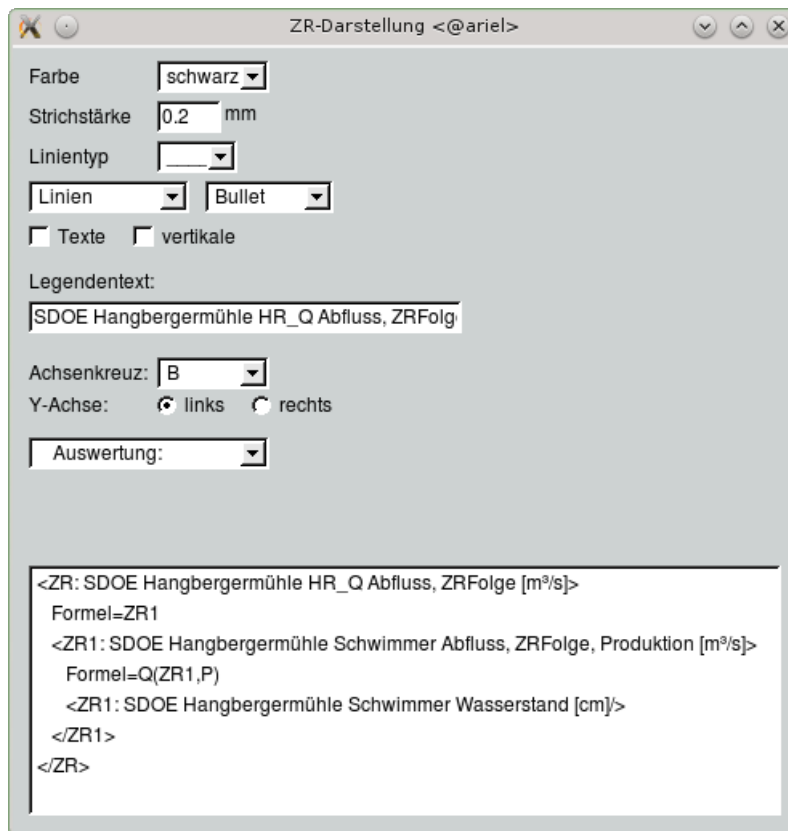 ZR-Darstellung <@ariel>
Farbe schwarz
Strichstärke 0.2 mm
Linientyp ____
Linien Bullet
Texte vertikale
Legendentext:
SDOE Hangbergermühle HR_Q Abfluss, ZRFolg
Achsenkreuz: B
Y-Achse: links rechts
Auswertung:
<ZR: SDOE Hangbergermühle HR_Q Abfluss, ZRFolge [m³/s]>
Formel=ZR1
<ZR1: SDOE Hangbergermühle Schwimmer Abfluss, ZRFolge, Produktion [m³/s]>
Formel=Q(ZR1,P)
<ZR1: SDOE Hangbergermühle Schwimmer Wasserstand [cm]/>
</ZR1>
</ZR>